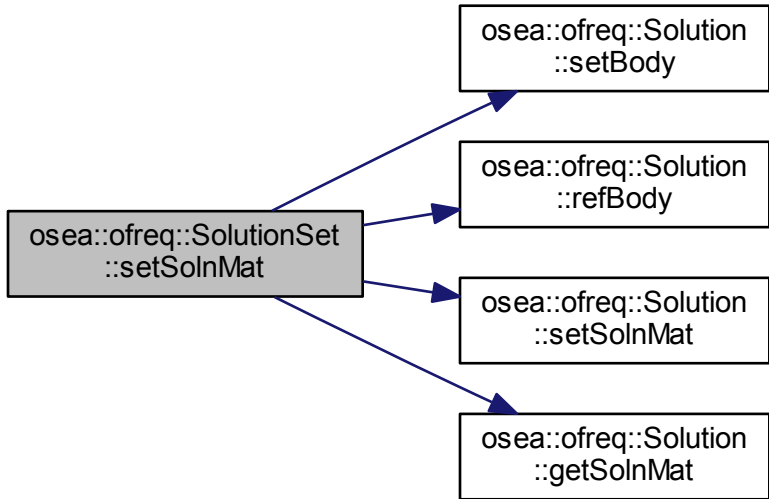 osea::ofreq::Solution
::setBody
osea::ofreq::Solution
::refBody
osea::ofreq::SolutionSet
::setSolnMat
osea::ofreq::Solution
::setSolnMat
osea::ofreq::Solution
::getSolnMat